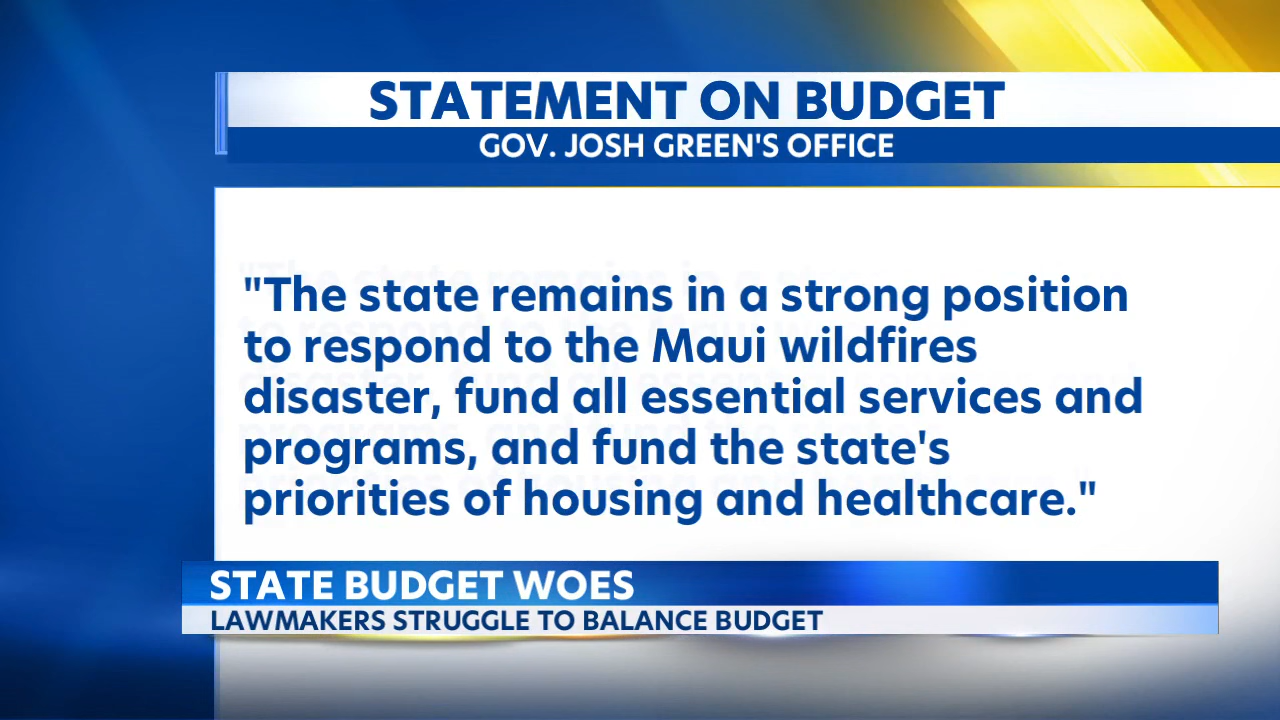 STATEMENT ON BUDGET
GOV. JOSH GREEN'S OFFICE
"The state remains in a strong position
to respond to the Maui wildfires
disaster, fund all essential services and
programs, and fund the state's
priorities of housing and healthcare."
STATE BUDGET WOES
LAWMAKERS STRUGGLE TO BALANCE BUDGET